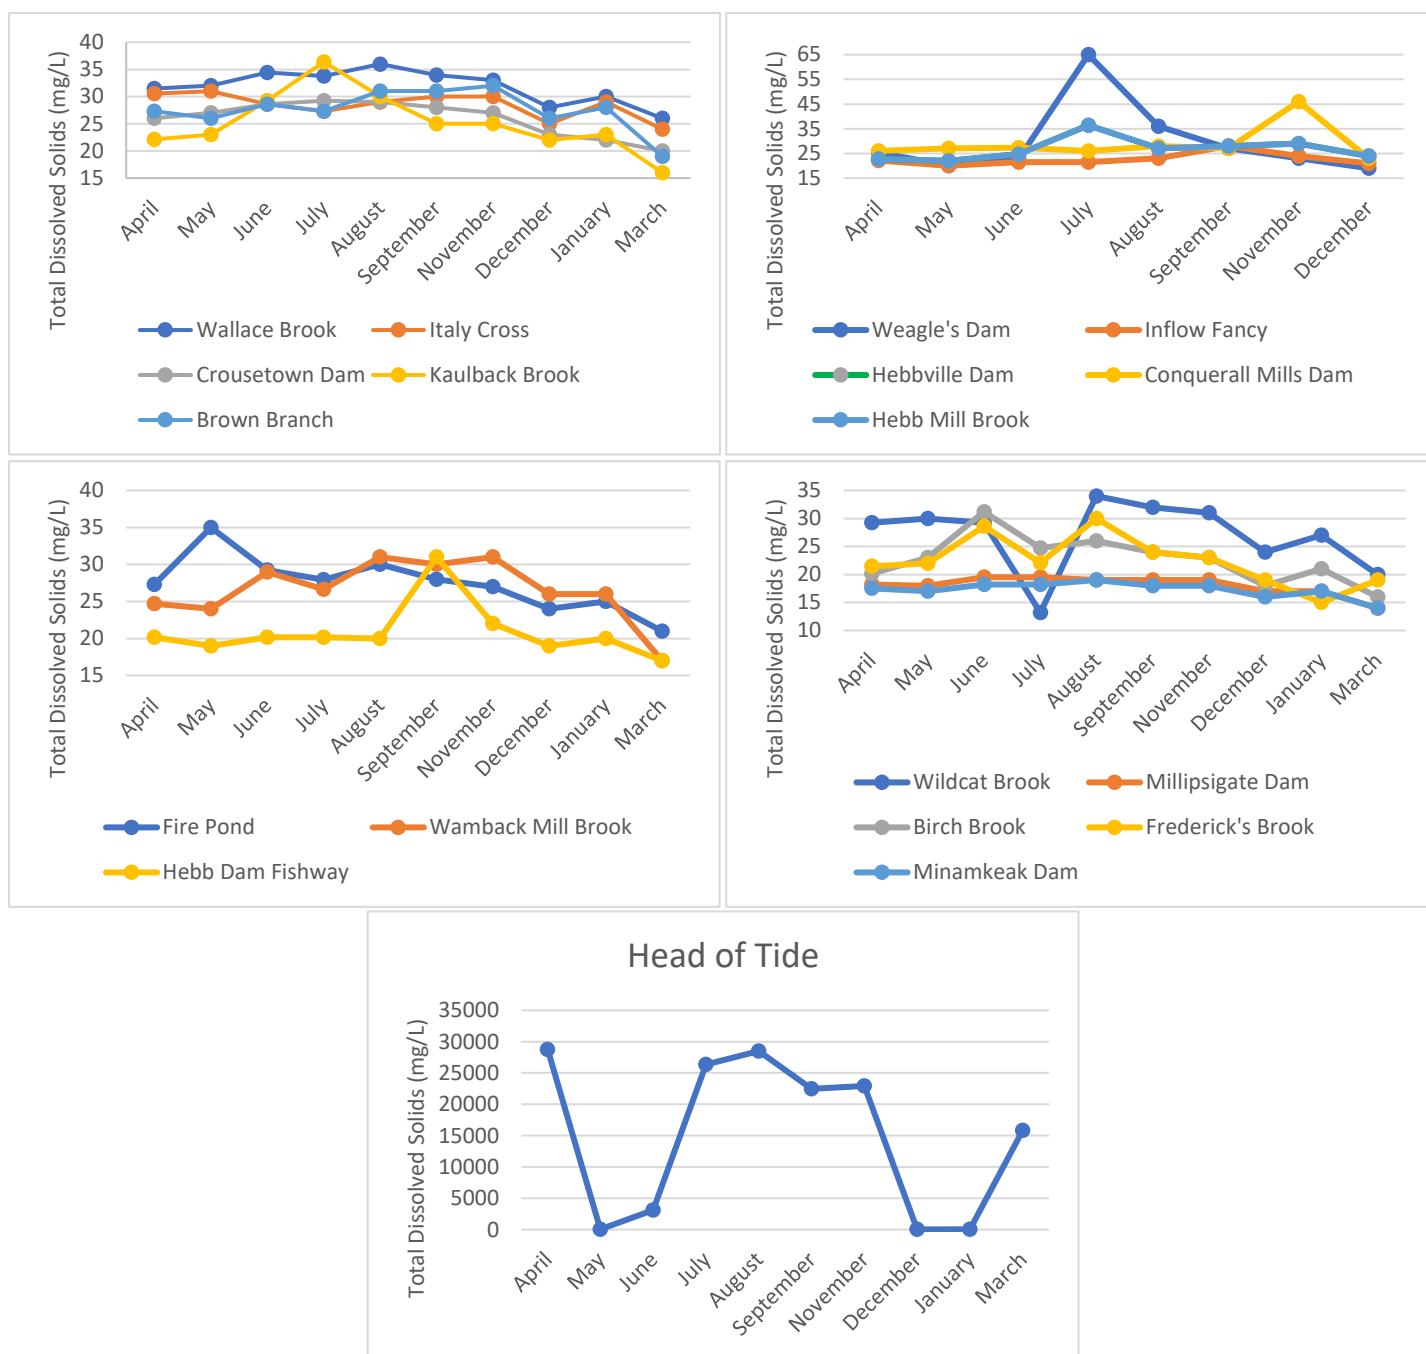 Total Dissolved Solids (mg/L)
40
35
30
25
20
15
April
May
June
July
August
September
November
December
January
March
Wallace Brook
Italy Cross
Crousetown Dam
Kaulback Brook
Brown Branch
Total Dissolved Solids (mg/L)
65
55
45
35
25
15
April
May
June
July
August
September
November
December
Weagle's Dam
Inflow Fancy
Hebbville Dam
Conquerall Mills Dam
Hebb Mill Brook
Total Dissolved Solids (mg/L)
40
35
30
25
20
15
April
May
June
July
August
September
November
December
January
March
Fire Pond
Wamback Mill Brook
Hebb Dam Fishway
Total Dissolved Solids (mg/L)
35
30
25
20
15
10
April
May
June
July
August
September
November
December
January
March
Wildcat Brook
Millipsigate Dam
Birch Brook
Frederick's Brook
Minamkeak Dam
Head of Tide
Total Dissolved Solids (mg/L)
35000
30000
25000
20000
15000
10000
5000
0
April
May
June
July
August
September
November
December
January
March